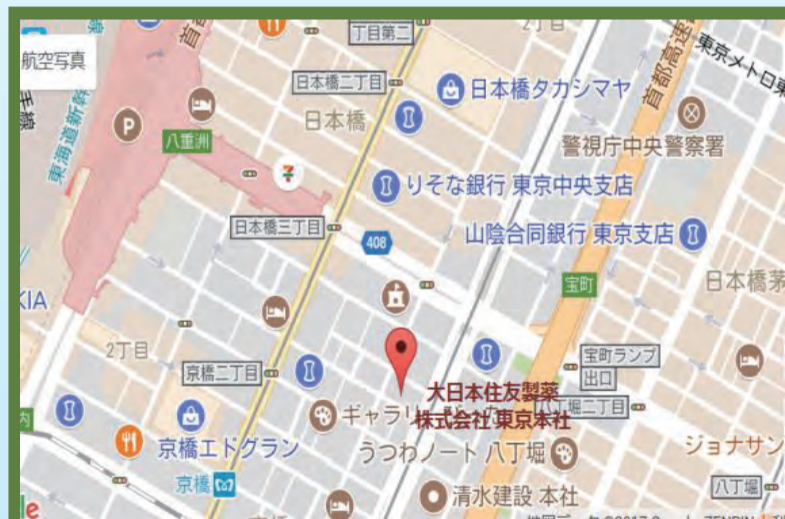 丁目第二
航空写真
日本橋二丁目
日本橋タカシマヤ
首都高速
日本橋
警視庁中央警察署
八重洲
東海道新幹
手線
りそな銀行 東京中央支店
日本橋三丁目
408
山陰合同銀行 東京支店
宝町
日本橋茅
KIA
2丁目
京橋二丁目
宝町ランプ
出口
大日本住友製薬
株式会社 東京本社
八丁堀二丁目
ギャラリ
内
京橋エドグラン
うつわノート 八丁堀
ジョナサン
京橋
八丁堀
清水建設 本社